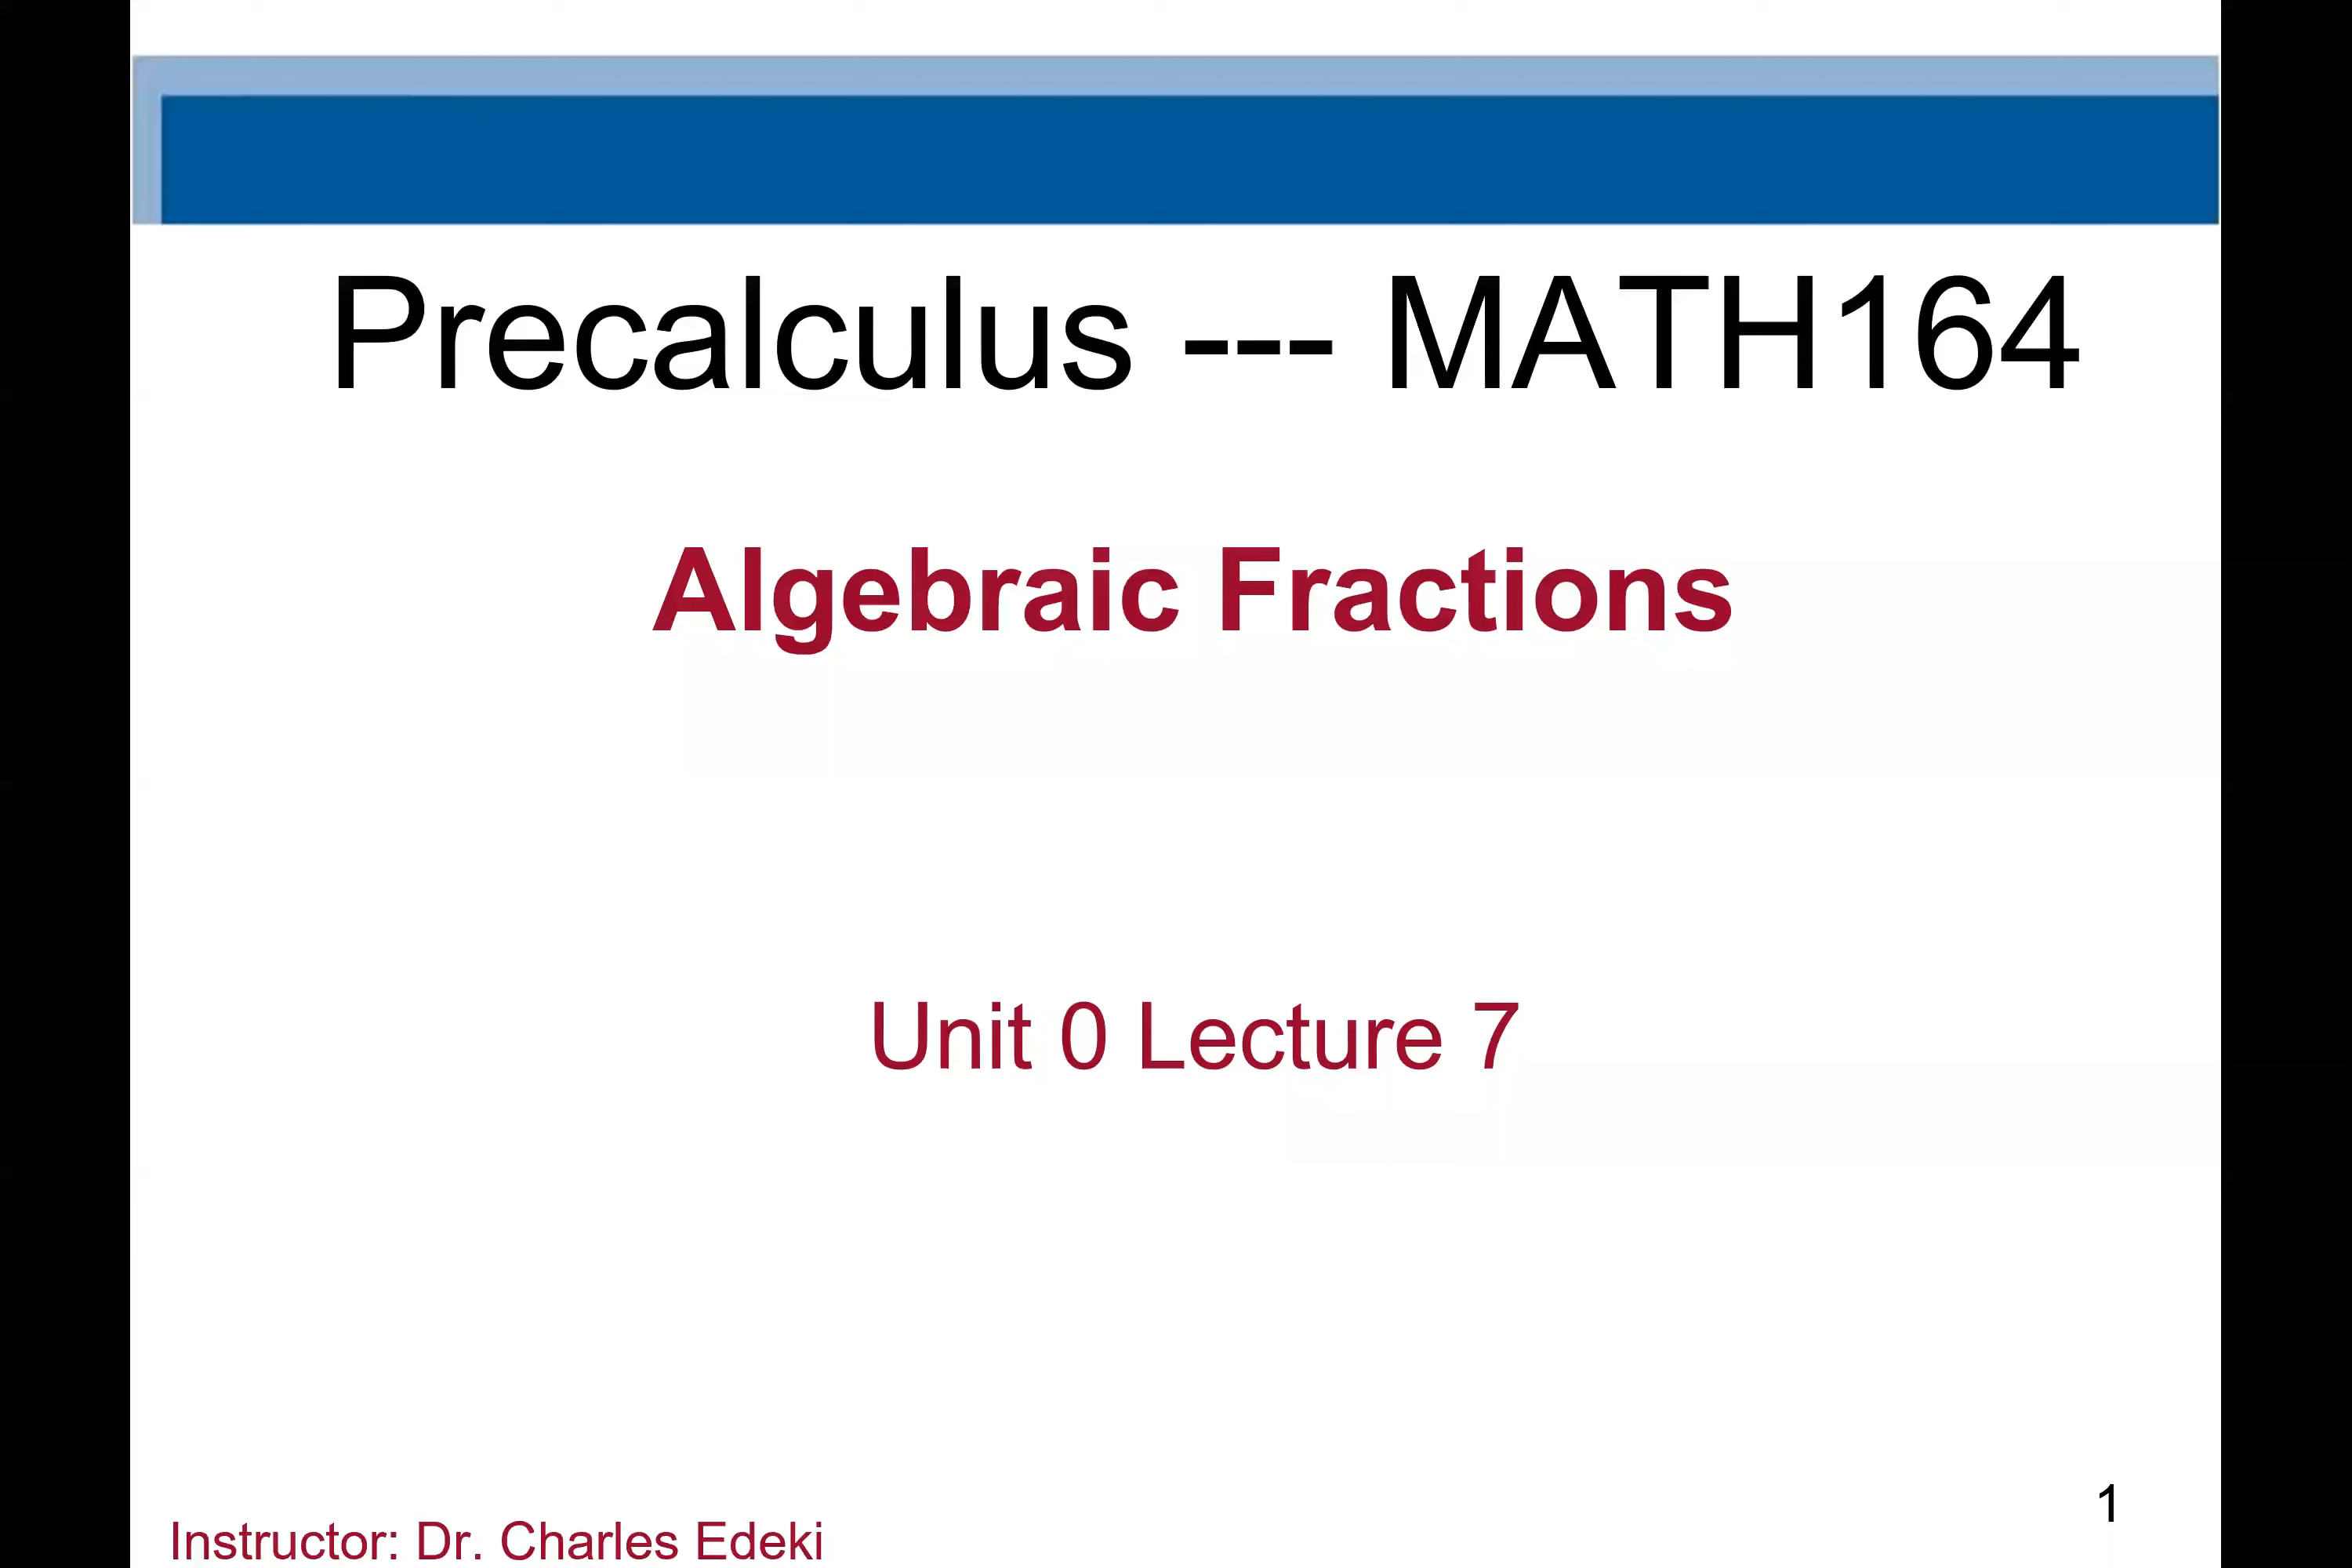 Precalculus --- MATH164
Algebraic Fractions
Unit 0 Lecture 7
1
Instructor: Dr. Charles Edeki